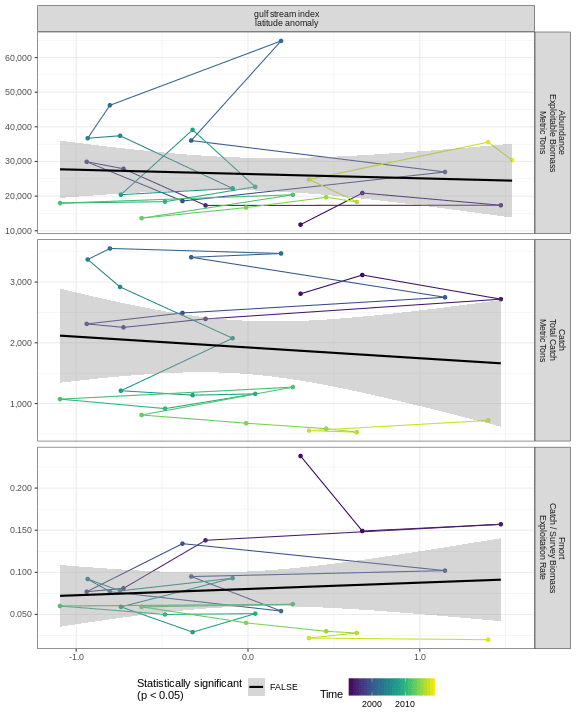 gulf stream index
latitude anomaly
60,000
50,000
40,000
30,000
20,000
10,000
Abundance
Exploitable Biomass
Metric Tons
3,000
2,000
1,000
Catch
Total Catch
Metric Tons
0.200
0.150
0.100
0.050
Fmort
Catch / Survey Biomass
Exploitation Rate
-1.0
0.0
1.0
Statistically significant
(p < 0.05)
FALSE
Time
2000
2010